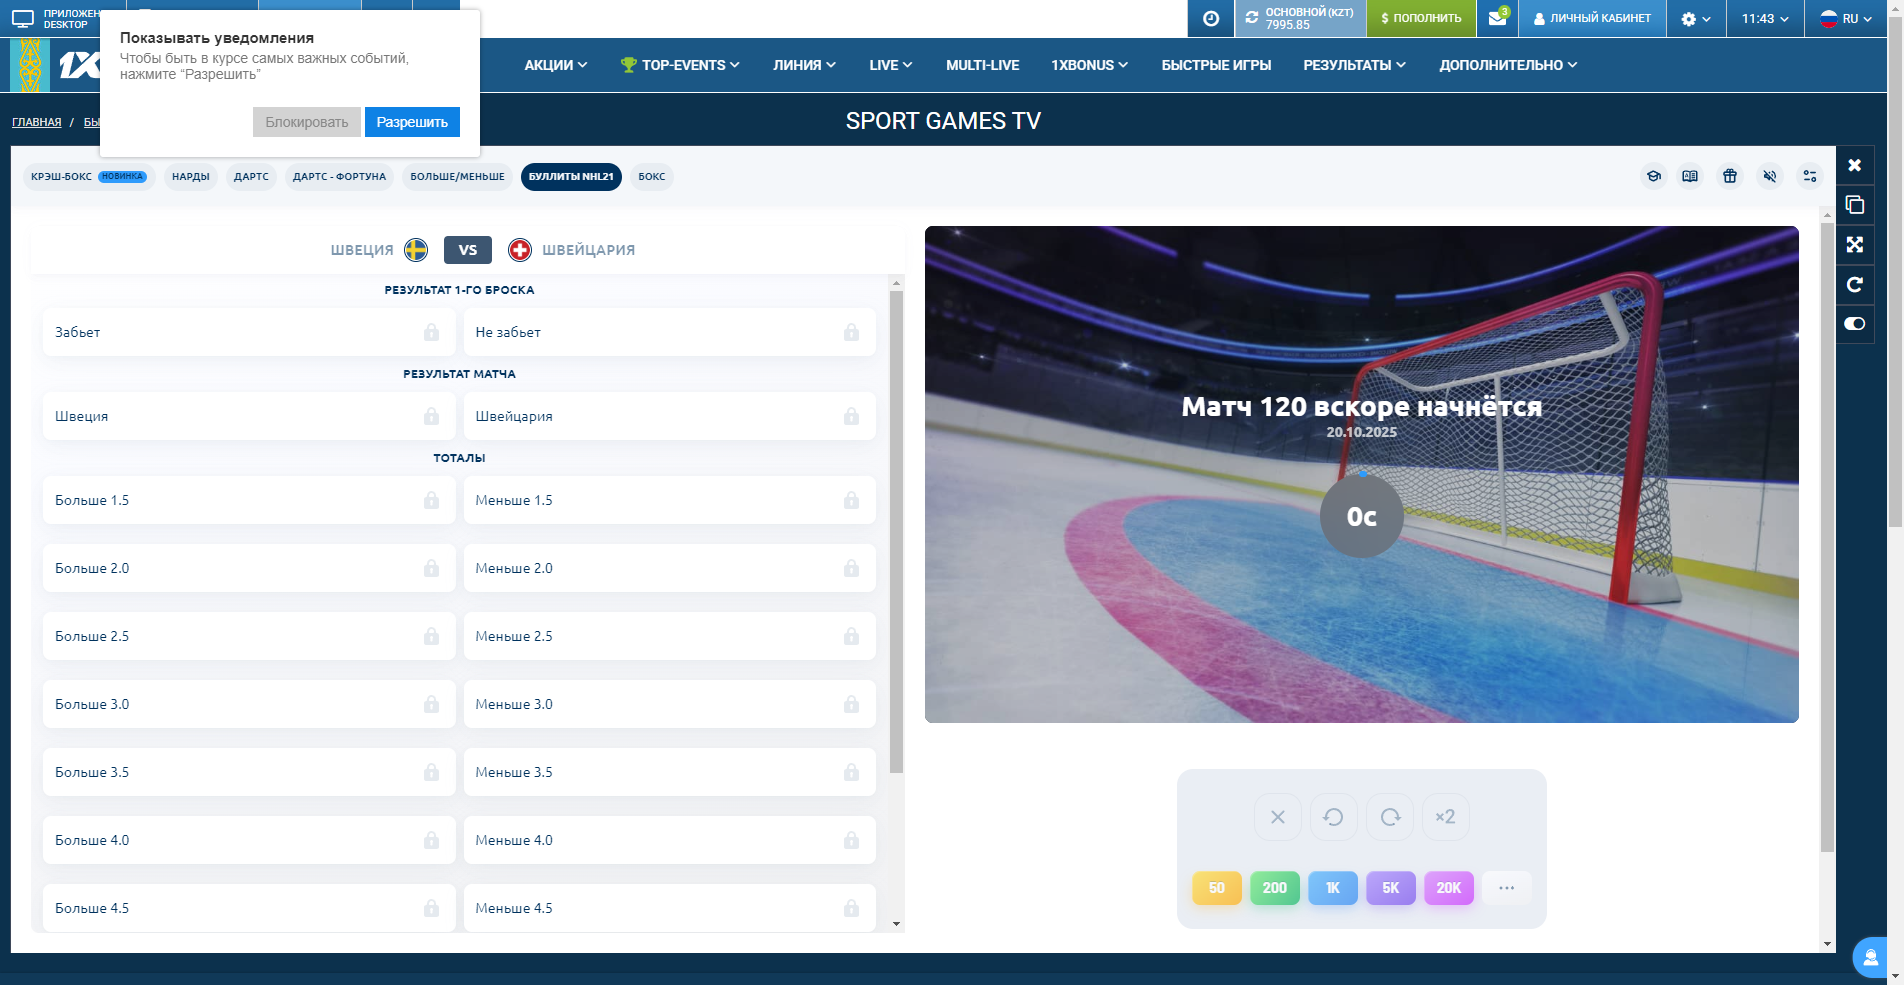 ПРИЛОЖЕН
DESKTOP
Показывать уведомления
Чтобы быть в курсе самых важных событий,
нажмите “Разрешить”
Блокировать
Разрешить
ОСНОВНОЙ (KZT)
7995.85
$ ПОПОЛНИТЬ
3
ЛИЧНЫЙ КАБИНЕТ
11:43
RU
1X
АКЦИИ
TOP-EVENTS
ЛИНИЯ
LIVE
MULTI-LIVE
1XBONUS
БЫСТРЫЕ ИГРЫ
РЕЗУЛЬТАТЫ
ДОПОЛНИТЕЛЬНО
ГЛАВНАЯ / БЫ
SPORT GAMES TV
КРЭШ-БОКС НОВИНКА
НАРДЫ
ДАРТС
ДАРТС - ФОРТУНА
БОЛЬШЕ/МЕНЬШЕ
БУЛЛИТЫ NHL21
БОКС
ШВЕЦИЯ VS ШВЕЙЦАРИЯ
РЕЗУЛЬТАТ 1-ГО БРОСКА
Забьет
Не забьет
РЕЗУЛЬТАТ МАТЧА
Швеция
Швейцария
ТОТАЛЫ
Больше 1.5
Меньше 1.5
Больше 2.0
Меньше 2.0
Больше 2.5
Меньше 2.5
Больше 3.0
Меньше 3.0
Больше 3.5
Меньше 3.5
Больше 4.0
Меньше 4.0
Больше 4.5
Меньше 4.5
Матч 120 вскоре начнётся
20.10.2025
0с
×2
50
200
1K
5K
20K
...